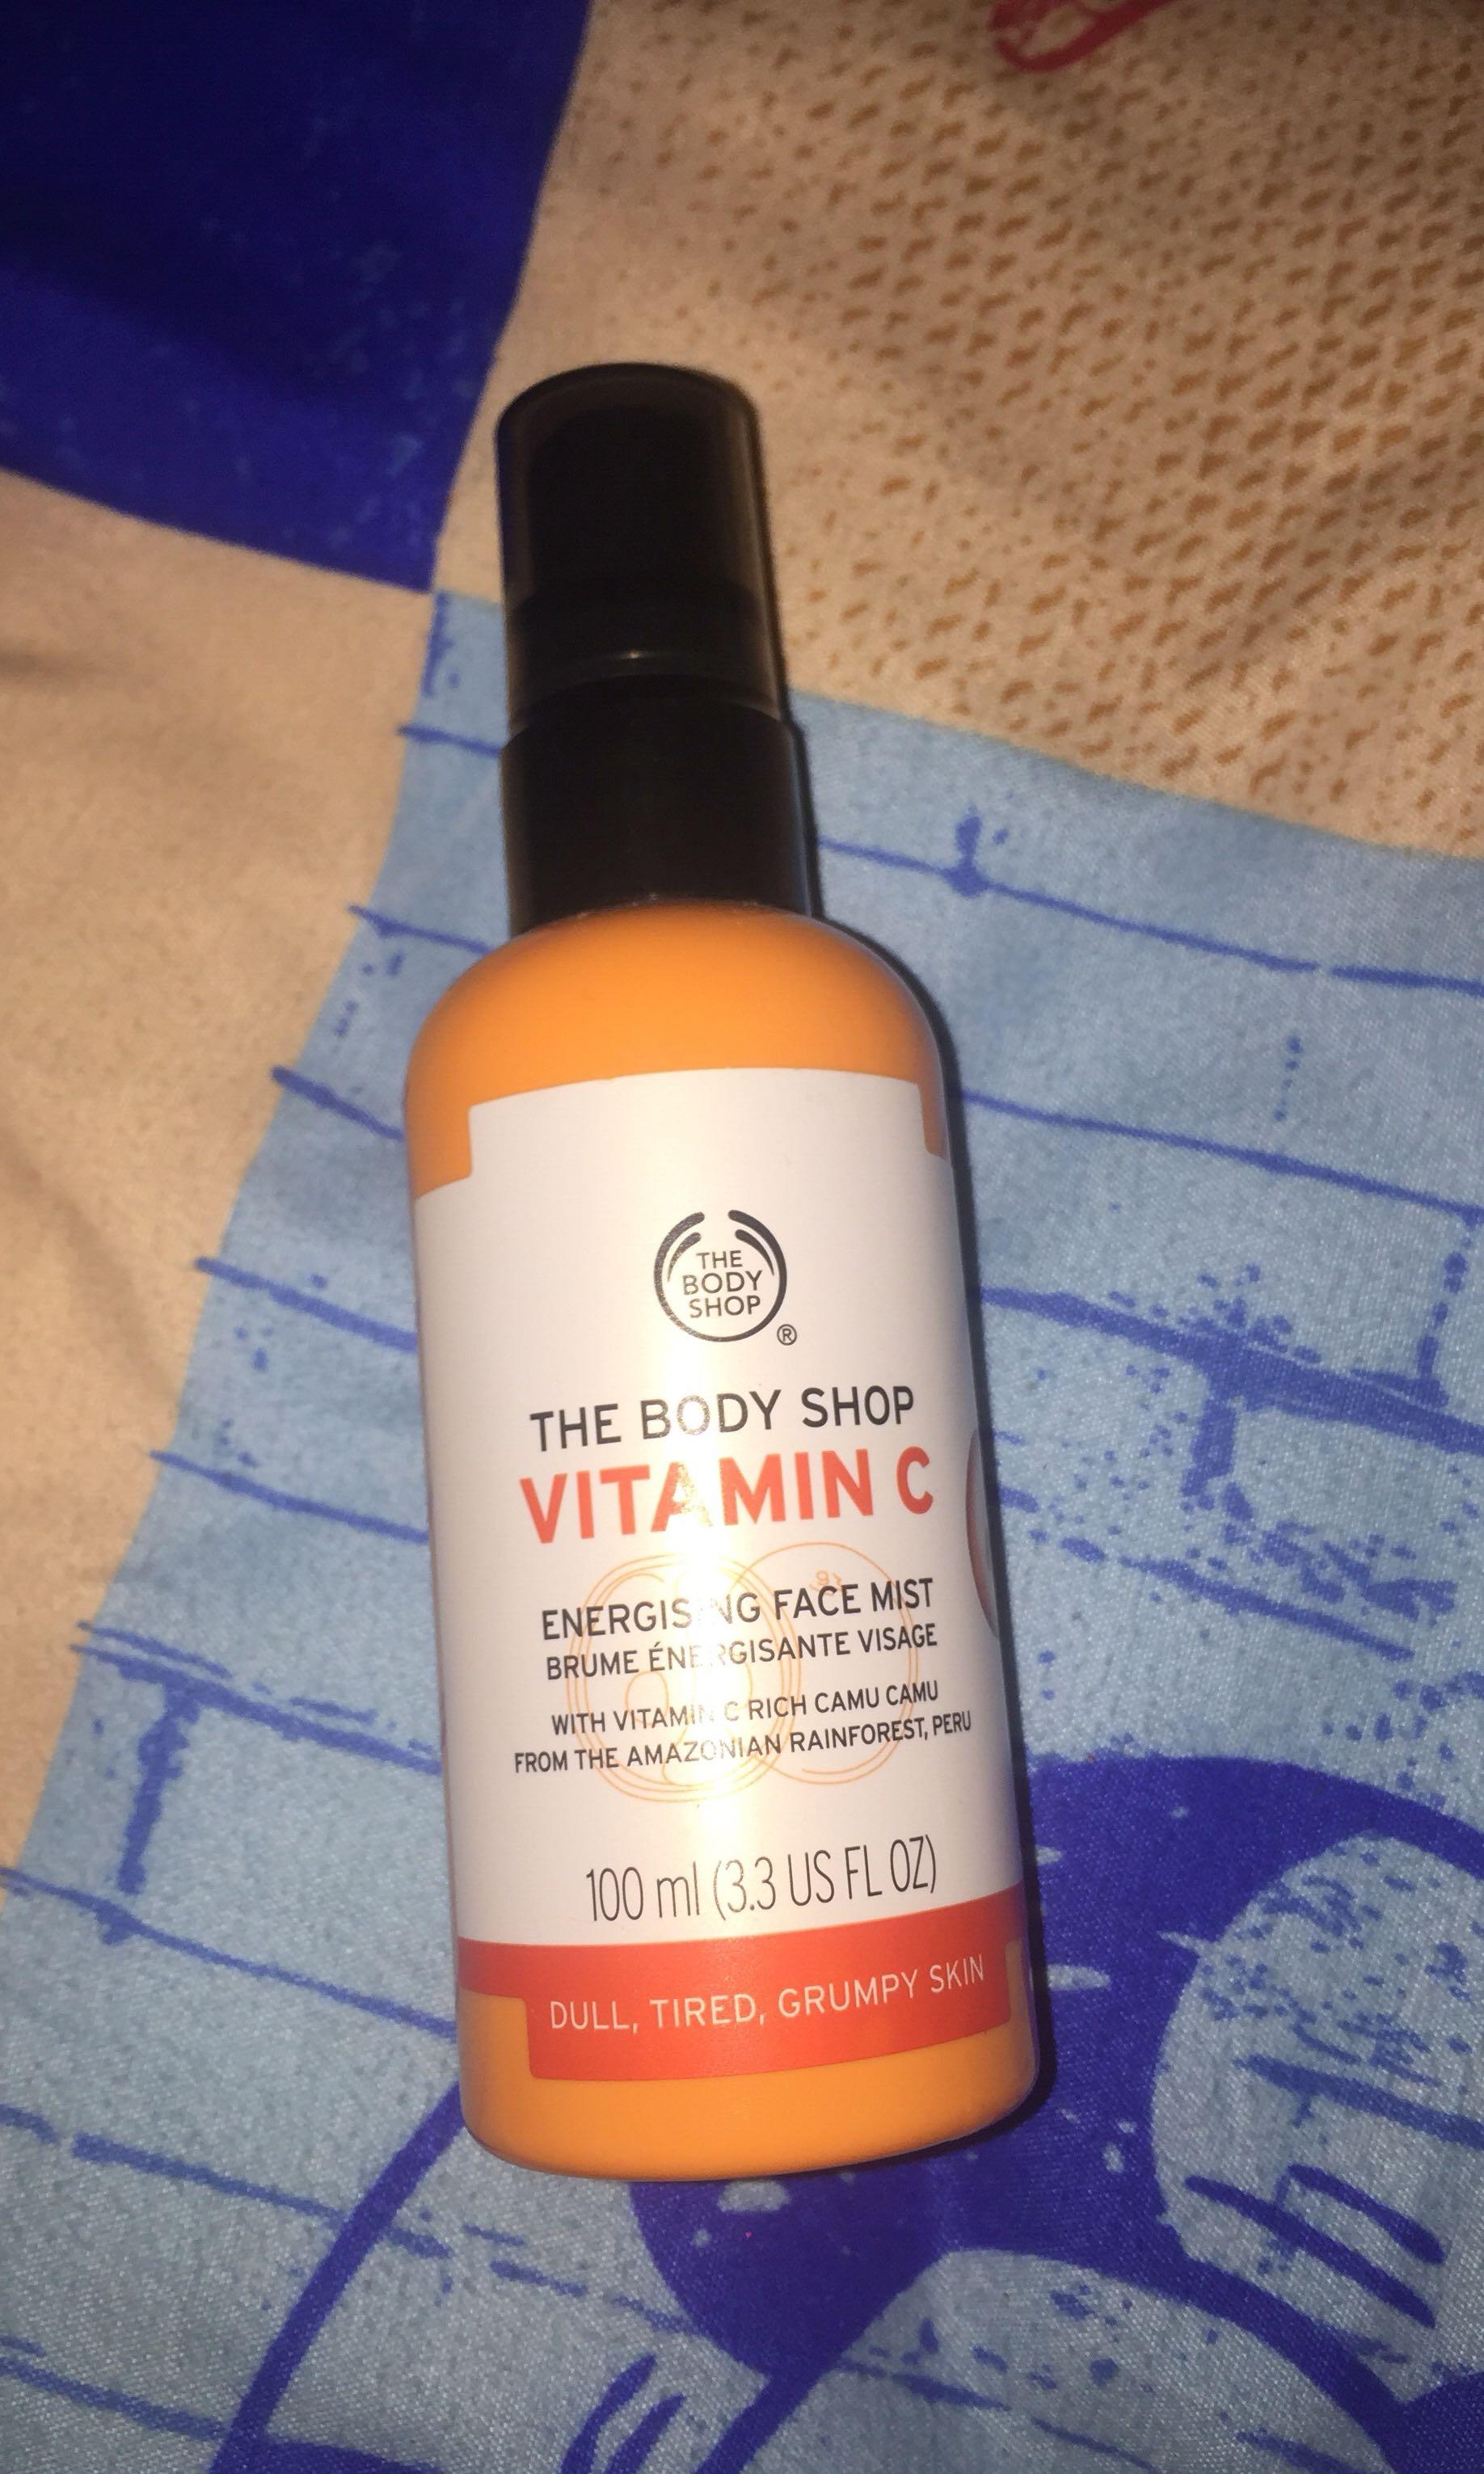 THE
BODY
SHOP
®
THE BODY SHOP
VITAMIN C
ENERGISING FACE MIST
BRUME ÉNERGISANTE VISAGE
WITH VITAMIN C RICH CAMU CAMU
FROM THE AMAZONIAN RAINFOREST, PERU
100 ml (3.3 US FL OZ)
DULL, TIRED, GRUMPY SKIN